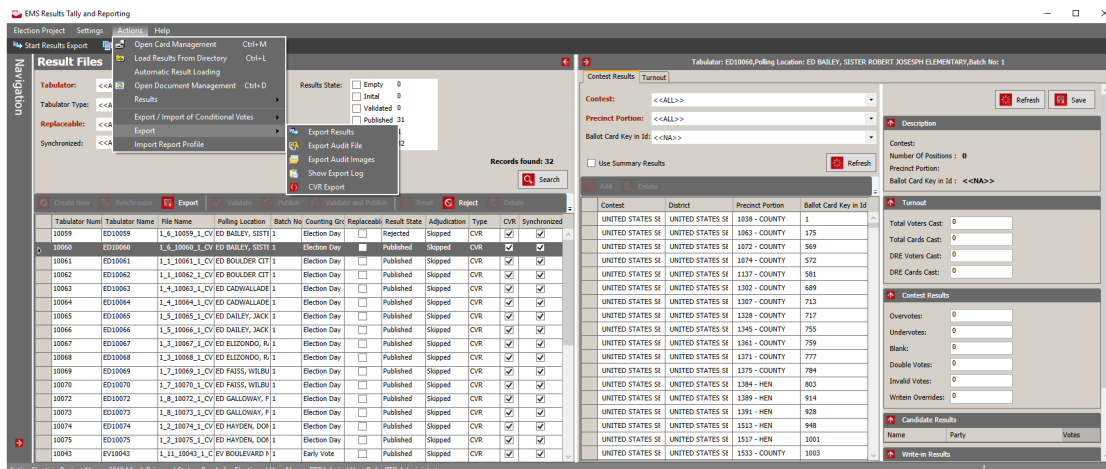 EMS Results Tally and Reporting
Election Project Settings Actions Help
Start Results Export
Open Card Management Ctrl+M
Load Results From Directory Ctrl+L
Automatic Result Loading
Open Document Management Ctrl+D
Results
Export / Import of Conditional Votes
Export
Import Report Profile
Export Results
Export Audit File
Export Audit Images
Show Export Log
CVR Export
Navigation
Result Files
Tabulator: <<A
Tabulator Type: <<A
Replaceable: <<A
Synchronized: <<A
Results State:
Empty 0
Inital 0
Validated 0
Published 31
Records found: 32
Search
Create New Synchronize Export Validate Publish Validate and Publish Reset Reject Delete
Tabulator Num Tabulator Name File Name Polling Location Batch No Counting Gro Replaceabl Result State Adjudication Type CVR Synchronized
10059 ED10059 1_6_10059_1_CV ED BAILEY, SISTE 1 Election Day Rejected Skipped CVR
10060 ED10060 1_6_10060_1_CV ED BAILEY, SISTE 1 Election Day Published Skipped CVR
10061 ED10061 1_1_10061_1_CV ED BOULDER CIT 1 Election Day Published Skipped CVR
10062 ED10062 1_1_10062_1_CV ED BOULDER CIT 1 Election Day Published Skipped CVR
10063 ED10063 1_4_10063_1_CV ED CADWALLADE 1 Election Day Published Skipped CVR
10064 ED10064 1_4_10064_1_CV ED CADWALLADE 1 Election Day Published Skipped CVR
10065 ED10065 1_5_10065_1_CV ED DAILEY, JACK 1 Election Day Published Skipped CVR
10066 ED10066 1_5_10066_1_CV ED DAILEY, JACK 1 Election Day Published Skipped CVR
10067 ED10067 1_3_10067_1_CV ED ELIZONDO, RA 1 Election Day Published Skipped CVR
10068 ED10068 1_3_10068_1_CV ED ELIZONDO, RA 1 Election Day Published Skipped CVR
10069 ED10069 1_7_10069_1_CV ED FAISS, WILBU 1 Election Day Published Skipped CVR
10070 ED10070 1_7_10070_1_CV ED FAISS, WILBU 1 Election Day Published Skipped CVR
10072 ED10072 1_8_10072_1_CV ED GALLOWAY, F 1 Election Day Published Skipped CVR
10073 ED10073 1_8_10073_1_CV ED GALLOWAY, F 1 Election Day Published Skipped CVR
10074 ED10074 1_2_10074_1_CV ED HAYDEN, DON 1 Election Day Published Skipped CVR
10075 ED10075 1_2_10075_1_CV ED HAYDEN, DON 1 Election Day Published Skipped CVR
10043 EV10043 1_11_10043_1_C EV BOULEVARD M 1 Early Vote Published Skipped CVR
Tabulator: ED10060,Polling Location: ED BAILEY, SISTER ROBERT JOSESPH ELEMENTARY,Batch No: 1
Contest Results Turnout
Contest: <<ALL>>
Precinct Portion: <<ALL>>
Ballot Card Key in Id: <<NA>>
Use Summary Results
Refresh
Add Delete
Contest District Precinct Portion Ballot Card Key in Id
UNITED STATES SE UNITED STATES SE 1038 - COUNTY 1
UNITED STATES SE UNITED STATES SE 1063 - COUNTY 175
UNITED STATES SE UNITED STATES SE 1072 - COUNTY 569
UNITED STATES SE UNITED STATES SE 1074 - COUNTY 572
UNITED STATES SE UNITED STATES SE 1137 - COUNTY 581
UNITED STATES SE UNITED STATES SE 1302 - COUNTY 689
UNITED STATES SE UNITED STATES SE 1307 - COUNTY 713
UNITED STATES SE UNITED STATES SE 1328 - COUNTY 717
UNITED STATES SE UNITED STATES SE 1345 - COUNTY 755
UNITED STATES SE UNITED STATES SE 1361 - COUNTY 759
UNITED STATES SE UNITED STATES SE 1371 - COUNTY 777
UNITED STATES SE UNITED STATES SE 1375 - COUNTY 784
UNITED STATES SE UNITED STATES SE 1384 - HEN 803
UNITED STATES SE UNITED STATES SE 1389 - HEN 914
UNITED STATES SE UNITED STATES SE 1391 - HEN 928
UNITED STATES SE UNITED STATES SE 1513 - HEN 948
UNITED STATES SE UNITED STATES SE 1517 - HEN 1001
UNITED STATES SE UNITED STATES SE 1533 - COUNTY 1003
Refresh Save
Description
Contest:
Number Of Positions : 0
Precinct Portion:
Ballot Card Key in Id : <<NA>>
Turnout
Total Voters Cast: 0
Total Cards Cast: 0
DRE Voters Cast: 0
DRE Cards Cast: 0
Contest Results
Overvotes: 0
Undervotes: 0
Blank: 0
Double Votes: 0
Invalid Votes: 0
Writein Overrides: 0
Candidate Results
Name Party Votes
Write-in Results